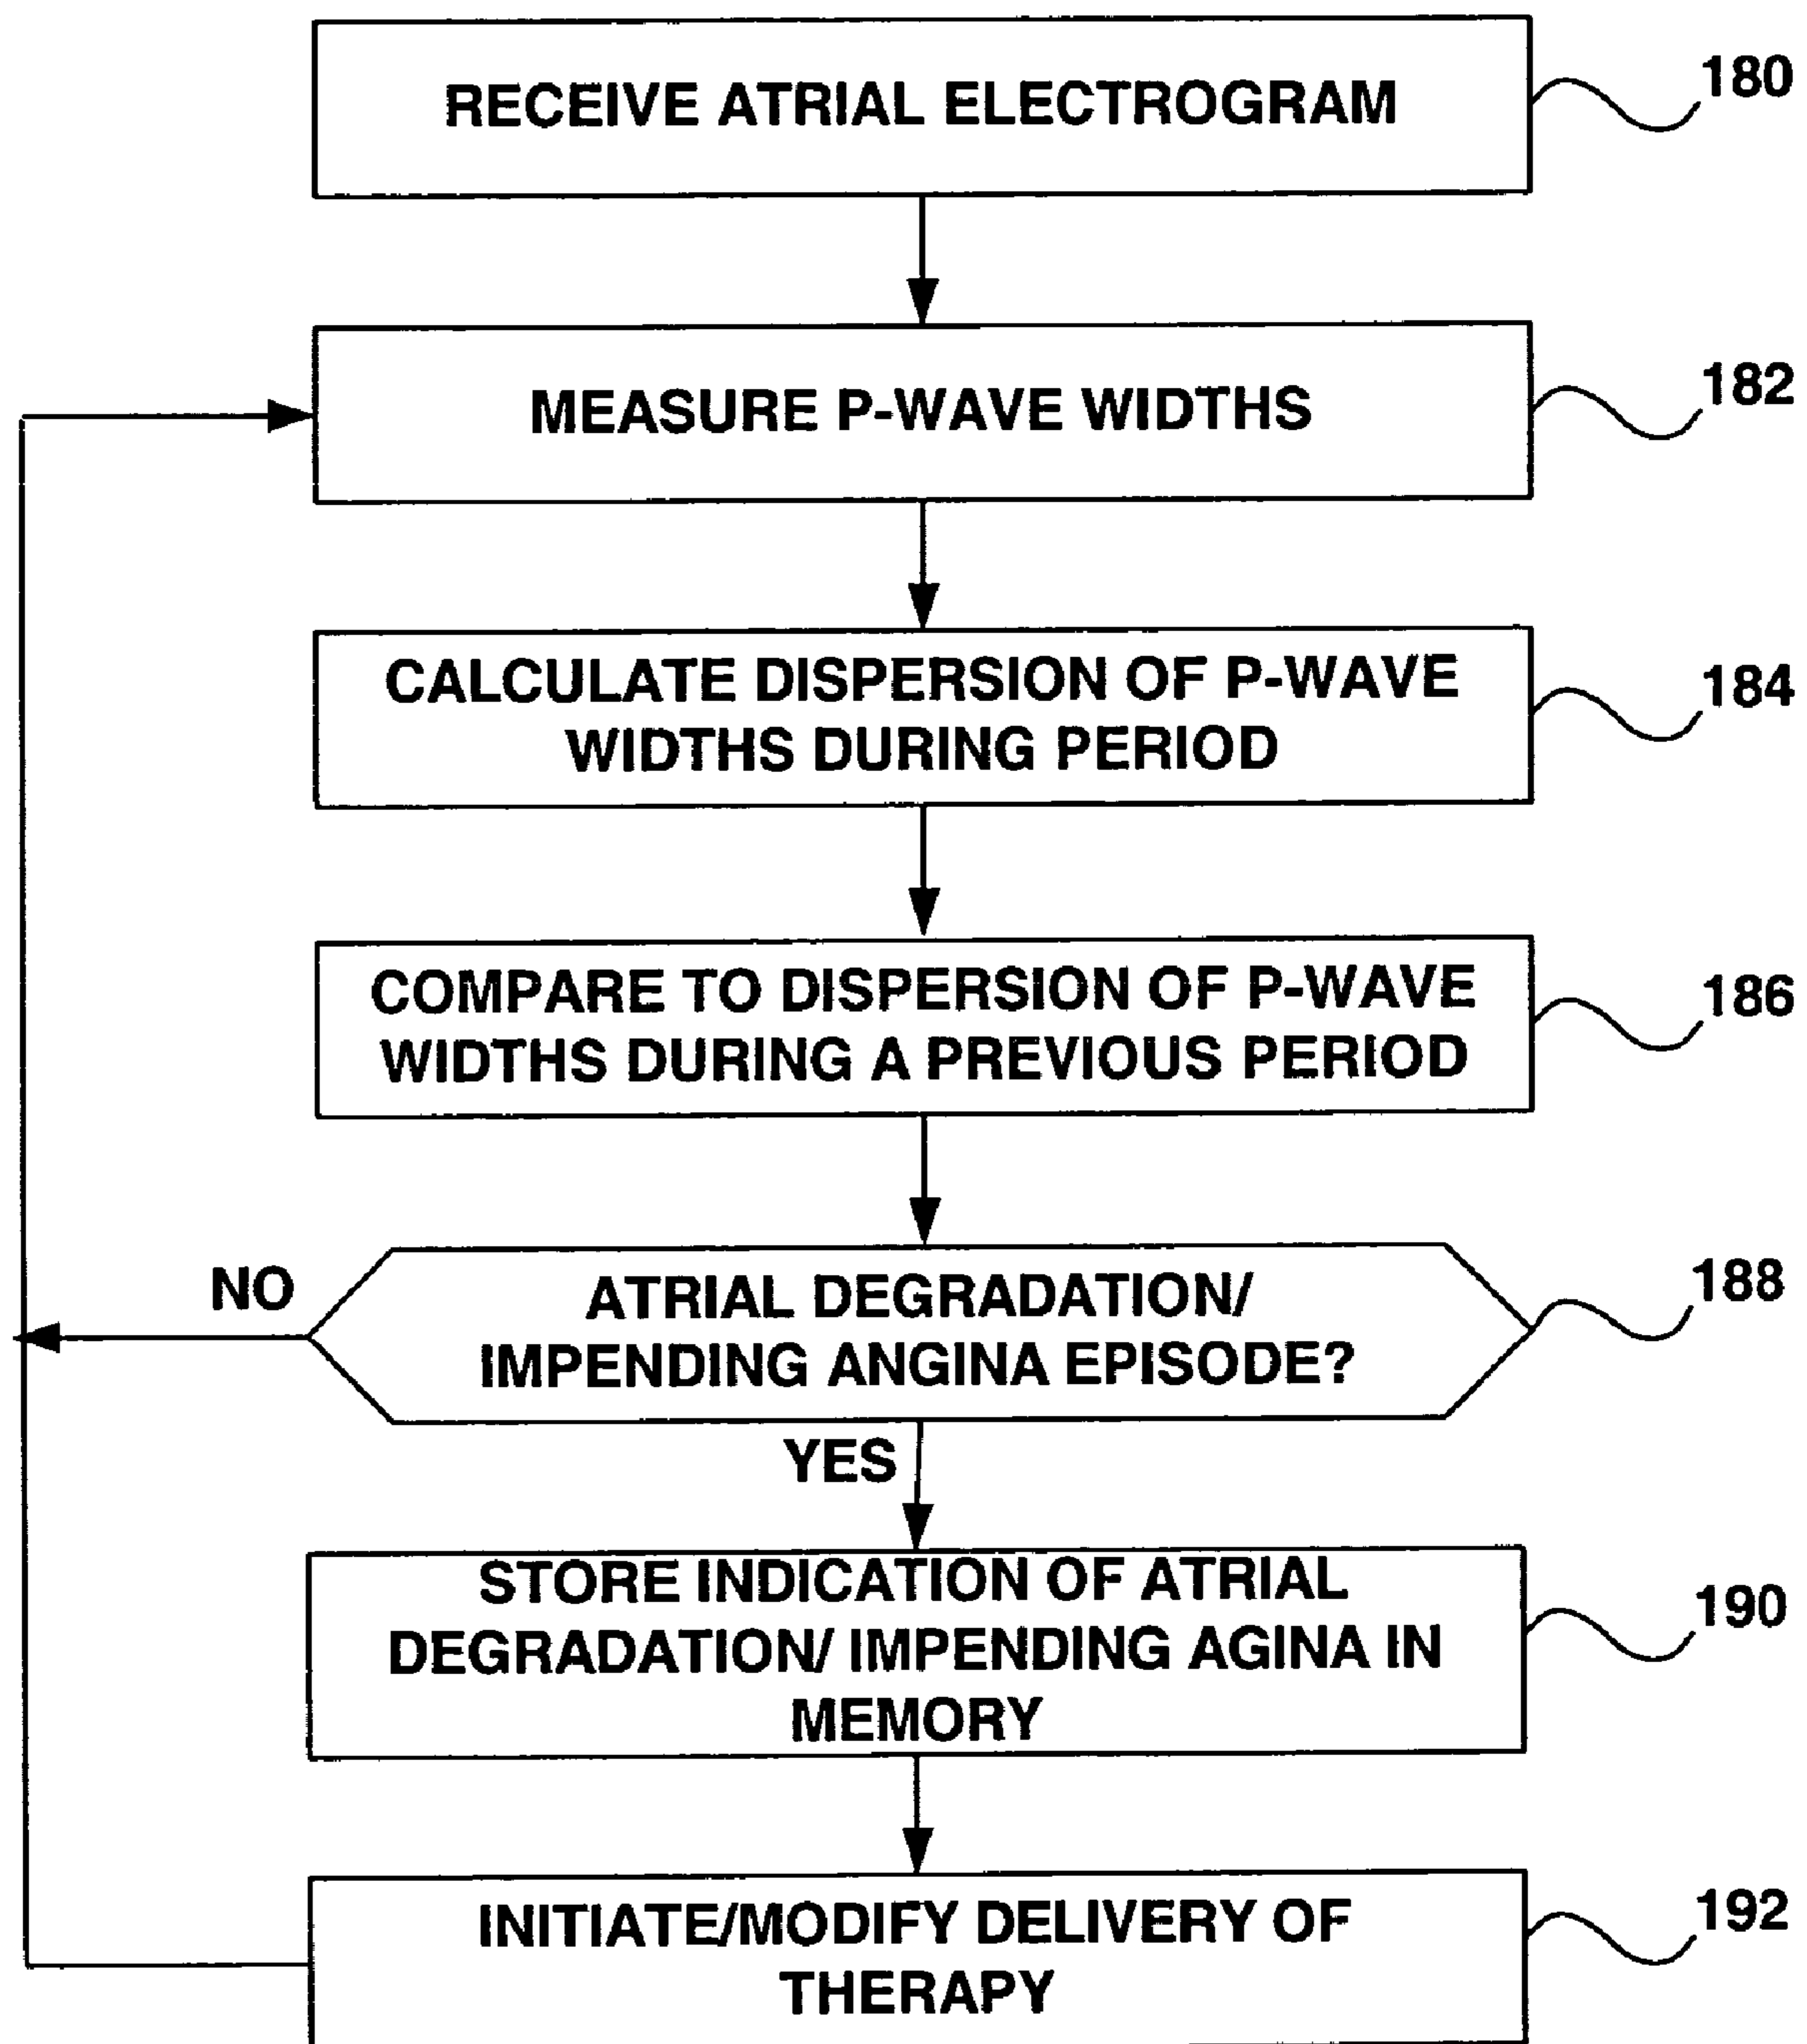 RECEIVE ATRIAL ELECTROGRAM
180
MEASURE P-WAVE WIDTHS
182
CALCULATE DISPERSION OF P-WAVE
WIDTHS DURING PERIOD
184
COMPARE TO DISPERSION OF P-WAVE
WIDTHS DURING A PREVIOUS PERIOD
186
NO
ATRIAL DEGRADATION/
IMPENDING ANGINA EPISODE?
188
YES
STORE INDICATION OF ATRIAL
DEGRADATION/ IMPENDING AGINA IN
MEMORY
190
INITIATE/MODIFY DELIVERY OF
THERAPY
192